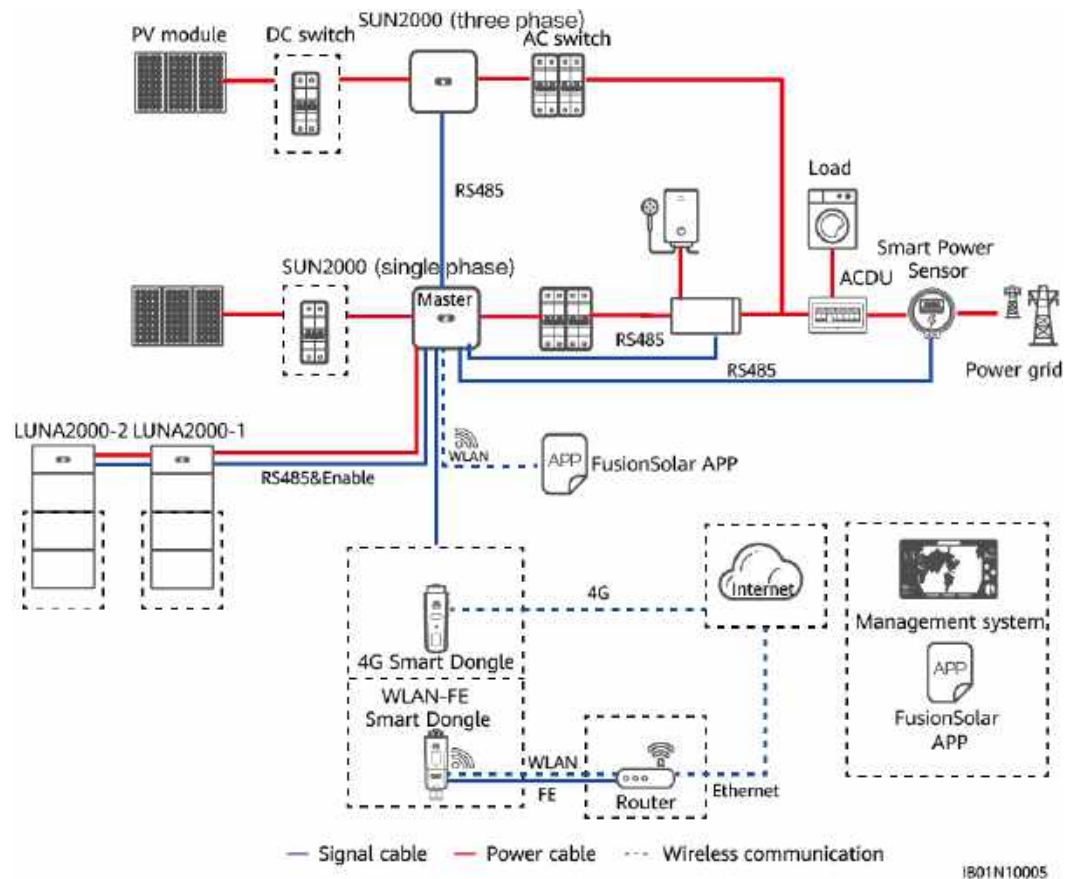 SUN2000 (three phase)
PV module
DC switch
AC switch
RS485
Load
SUN2000 (single phase)
Smart Power
Sensor
ACDU
Master
RS485
RS485
Power grid
LUNA2000-2
LUNA2000-1
RS485&Enable
WLAN
APP
FusionSolar APP
4G
Internet
Management system
4G Smart Dongle
APP
FusionSolar
APP
WLAN-FE
Smart Dongle
WLAN
FE
Router
Ethernet
Signal cable
Power cable
Wireless communication
IB01N10005